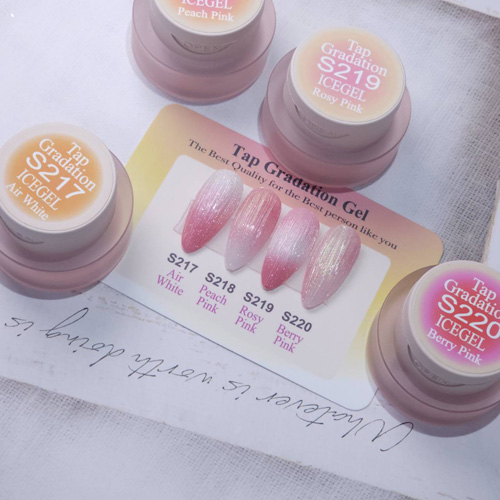 ICEGEL
Peach Pink
Tap
Gradation
S219
ICEGEL
Rosy Pink
Tap
Gradation
S217
ICEGEL
Air White
Tap Gradation Gel
The Best Quality for the Best person like you
S217
Air
White
S218
Peach
Pink
S219
Rosy
Pink
S220
Berry
Pink
Tap
Gradation
S220
ICEGEL
Berry Pink
Whatever is worth doing is